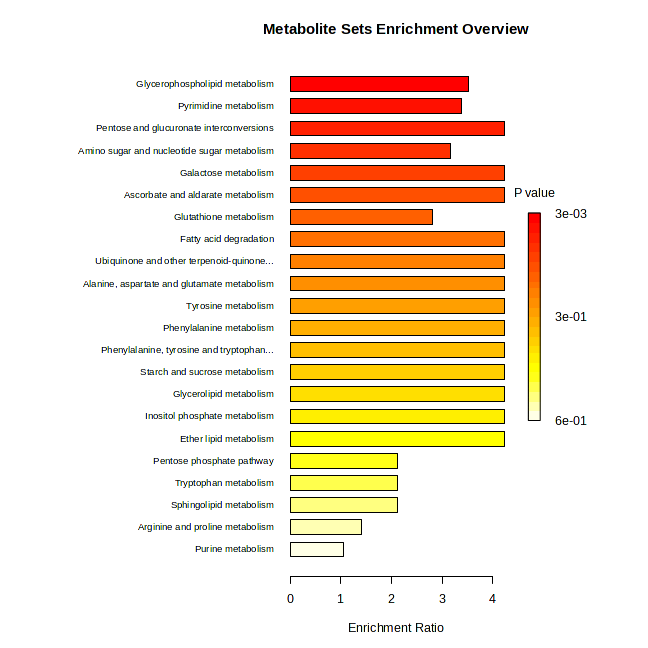 Metabolite Sets Enrichment Overview
Glycerophospholipid metabolism
Pyrimidine metabolism
Pentose and glucuronate interconversions
Amino sugar and nucleotide sugar metabolism
Galactose metabolism
Ascorbate and aldarate metabolism
Glutathione metabolism
Fatty acid degradation
Ubiquinone and other terpenoid-quinone...
Alanine, aspartate and glutamate metabolism
Tyrosine metabolism
Phenylalanine metabolism
Phenylalanine, tyrosine and tryptophan...
Starch and sucrose metabolism
Glycerolipid metabolism
Inositol phosphate metabolism
Ether lipid metabolism
Pentose phosphate pathway
Tryptophan metabolism
Sphingolipid metabolism
Arginine and proline metabolism
Purine metabolism
P value
3e-03
3e-01
6e-01
0 1 2 3 4
Enrichment Ratio